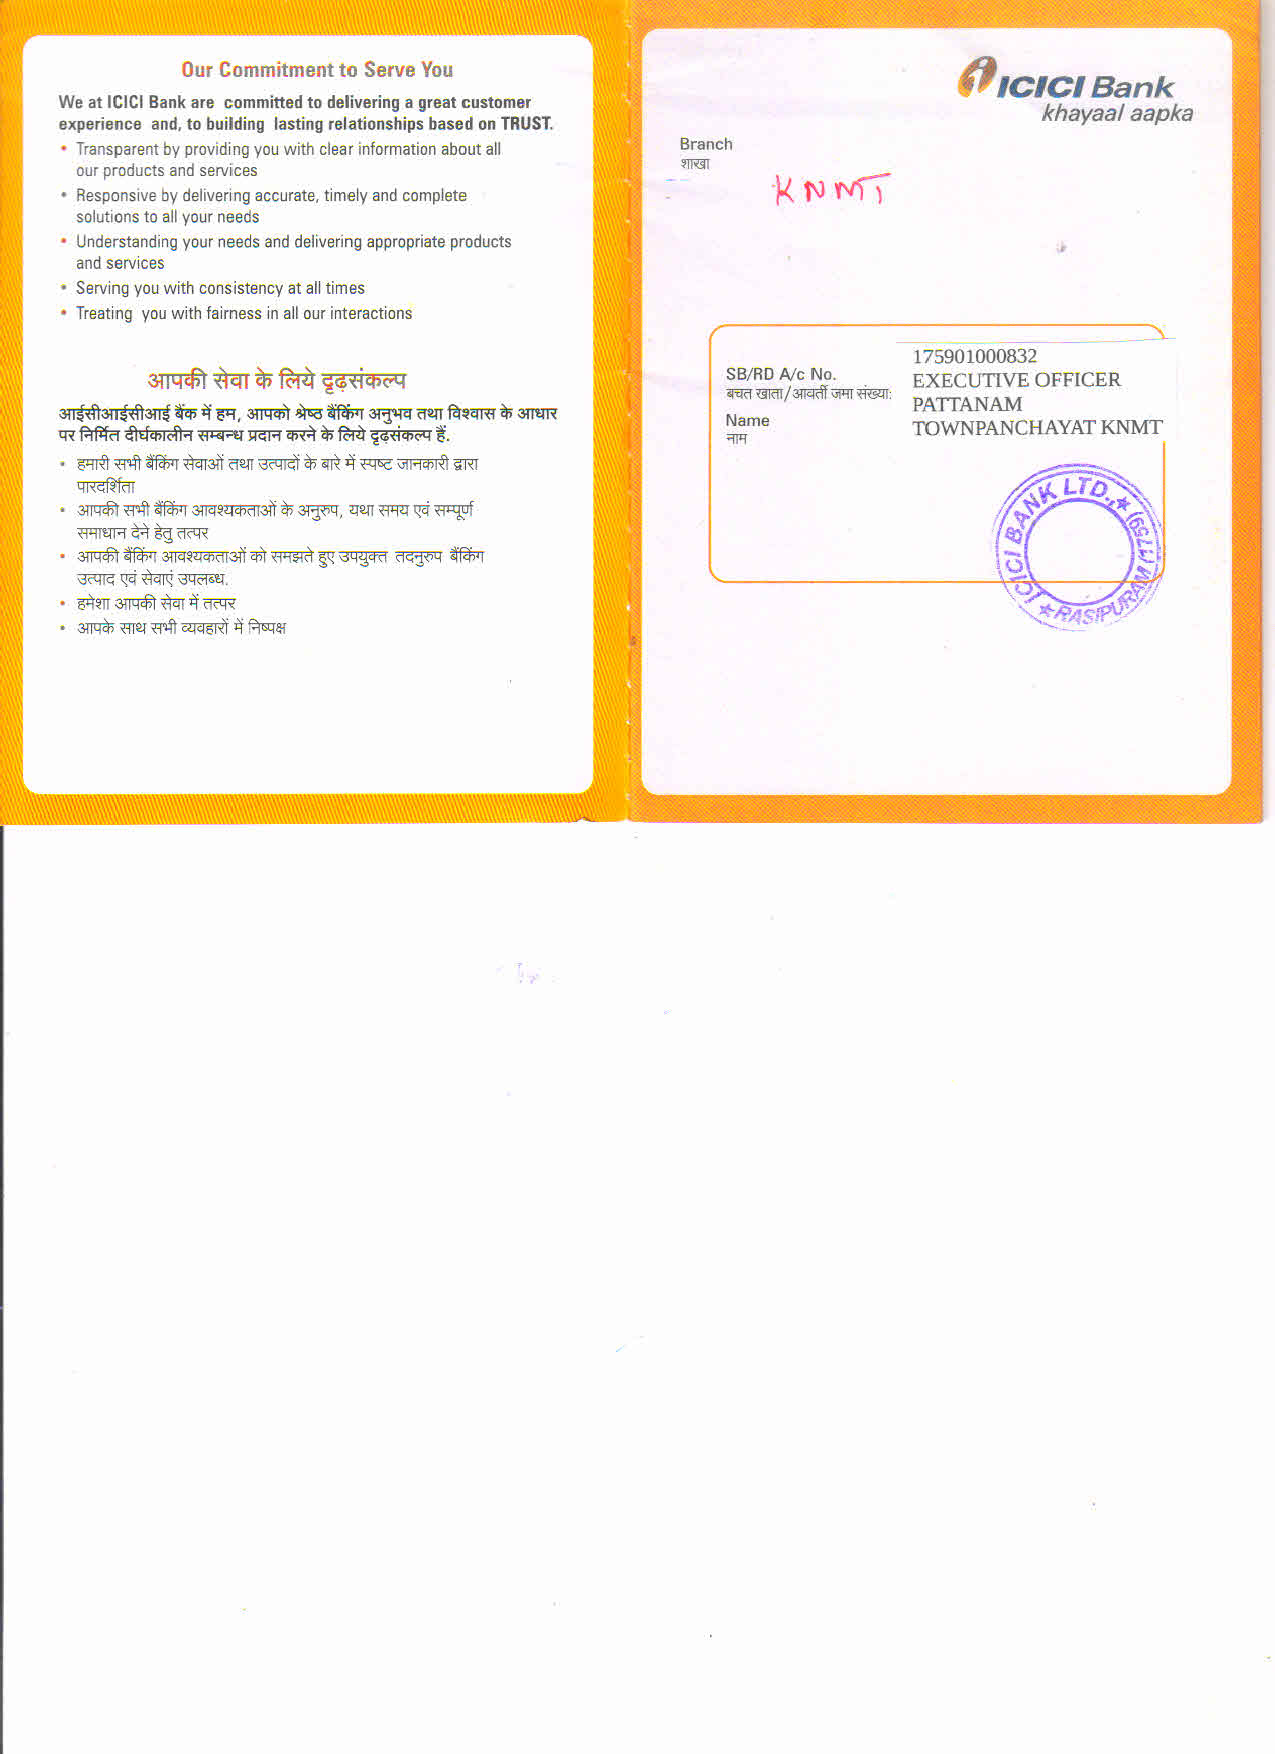 Our Commitment to Serve You
We at ICICI Bank are committed to delivering a great customer
experience and, to building lasting relationships based on TRUST.
• Transparent by providing you with clear information about all
our products and services
• Responsive by delivering accurate, timely and complete
solutions to all your needs
• Understanding your needs and delivering appropriate products
and services
• Serving you with consistency at all times
• Treating you with fairness in all our interactions
आपकी सेवा के लिये दृढ़संकल्प
आईसीआईसीआई बैंक में हम, आपको श्रेष्ठ बैंकिंग अनुभव तथा विश्वास के आधार
पर निर्मित दीर्घकालीन सम्बन्ध प्रदान करने के लिये दृढ़संकल्प हैं.
• हमारी सभी बैंकिंग सेवाओं तथा उत्पादों के बारे में स्पष्ट जानकारी द्वारा
पारदर्शिता
• आपकी सभी बैंकिंग आवश्यकताओं के अनुरुप, यथा समय एवं सम्पूर्ण
समाधान देने हेतु तत्पर
• आपकी बैंकिंग आवश्यकताओं को समझते हुए उपयुक्त तदनुरुप बैंकिंग
उत्पाद एवं सेवाएं उपलब्ध.
• हमेशा आपकी सेवा में तत्पर
• आपके साथ सभी व्यवहारों में निष्पक्ष
ICICI Bank
khayaal aapka
Branch
शाखा
KNMT
SB/RD A/c No.
बचत खाता/आवर्ती जमा संख्या:
Name
नाम
175901000832
EXECUTIVE OFFICER
PATTANAM
TOWNPANCHAYAT KNMT
ICICI BANK LTD.,
★ RASIPURAM (1759) ★